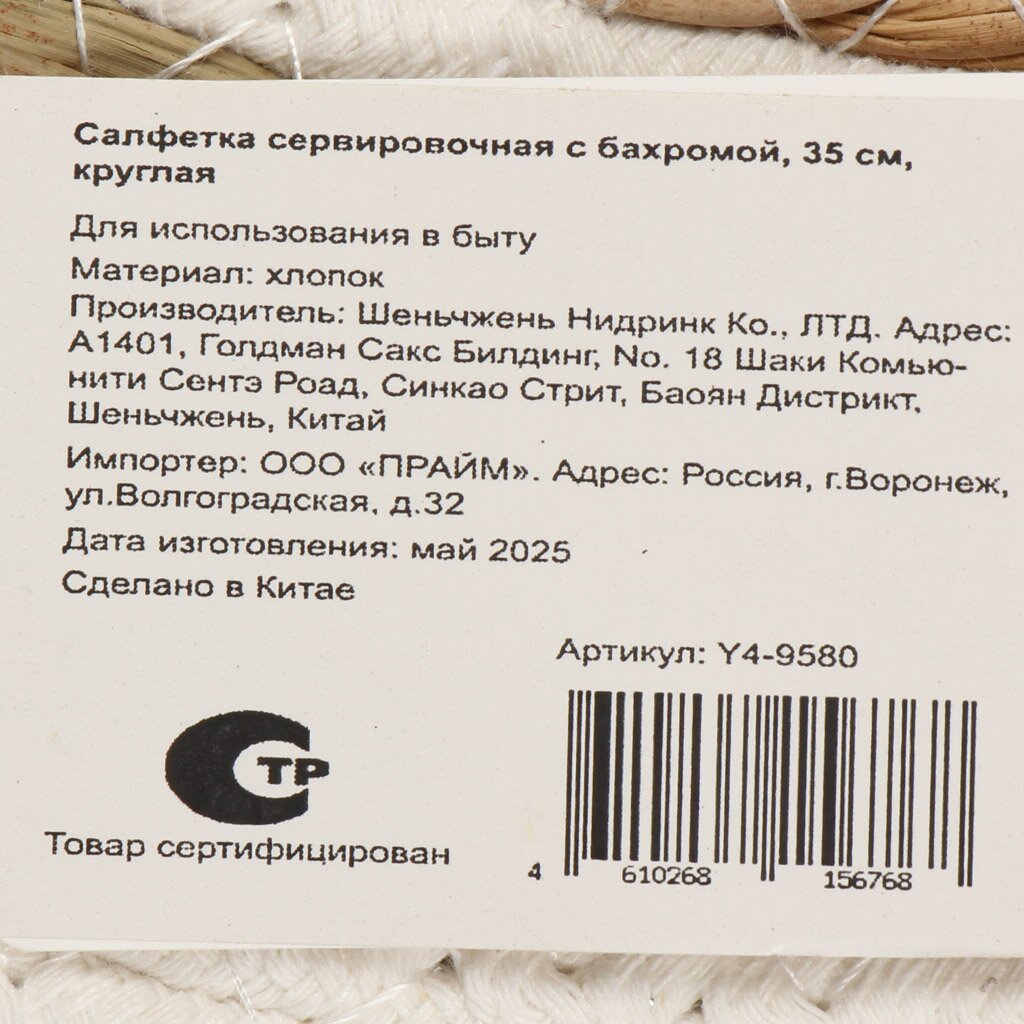 Салфетка сервировочная с бахромой, 35 см,
круглая
Для использования в быту
Материал: хлопок
Производитель: Шеньчжень Нидринк Ко., ЛТД. Адрес:
А1401, Голдман Сакс Билдинг, No. 18 Шаки Комью-
нити Сентэ Роад, Синкао Стрит, Баоян Дистрикт,
Шеньчжень, Китай
Импортер: ООО «ПРАЙМ». Адрес: Россия, г.Воронеж,
ул.Волгоградская, д.32
Дата изготовления: май 2025
Сделано в Китае
Артикул: Y4-9580
ТР
Товар сертифицирован
4 610268 156768